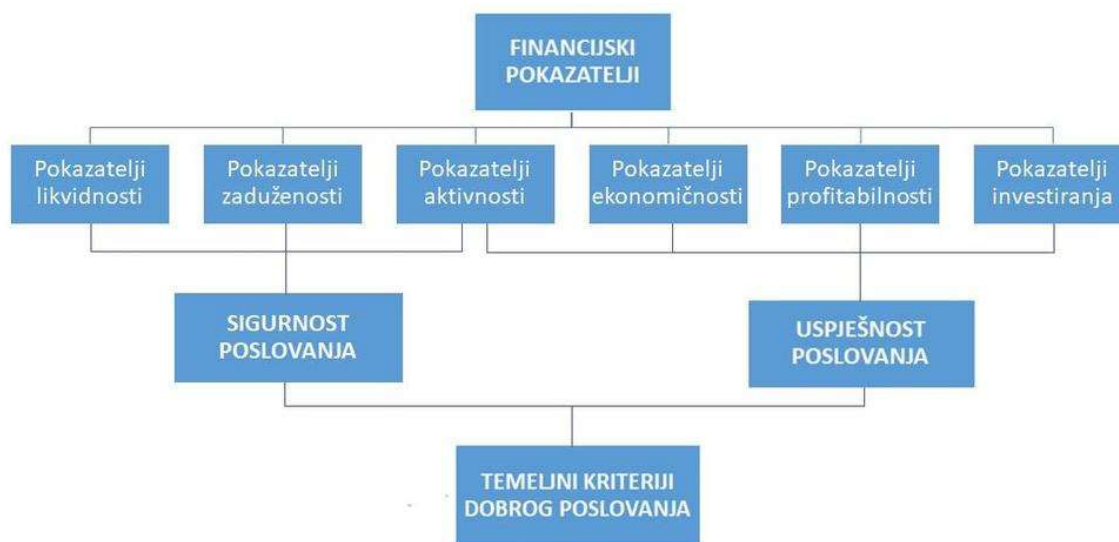 FINANCIJSKI
POKAZATELJI
Pokazatelji
likvidnosti
Pokazatelji
zaduženosti
Pokazatelji
aktivnosti
Pokazatelji
ekonomičnosti
Pokazatelji
profitabilnosti
Pokazatelji
investiranja
SIGURNOST
POSLOVANJA
USPJEŠNOST
POSLOVANJA
TEMELJNI KRITERIJI
DOBROG POSLOVANJA